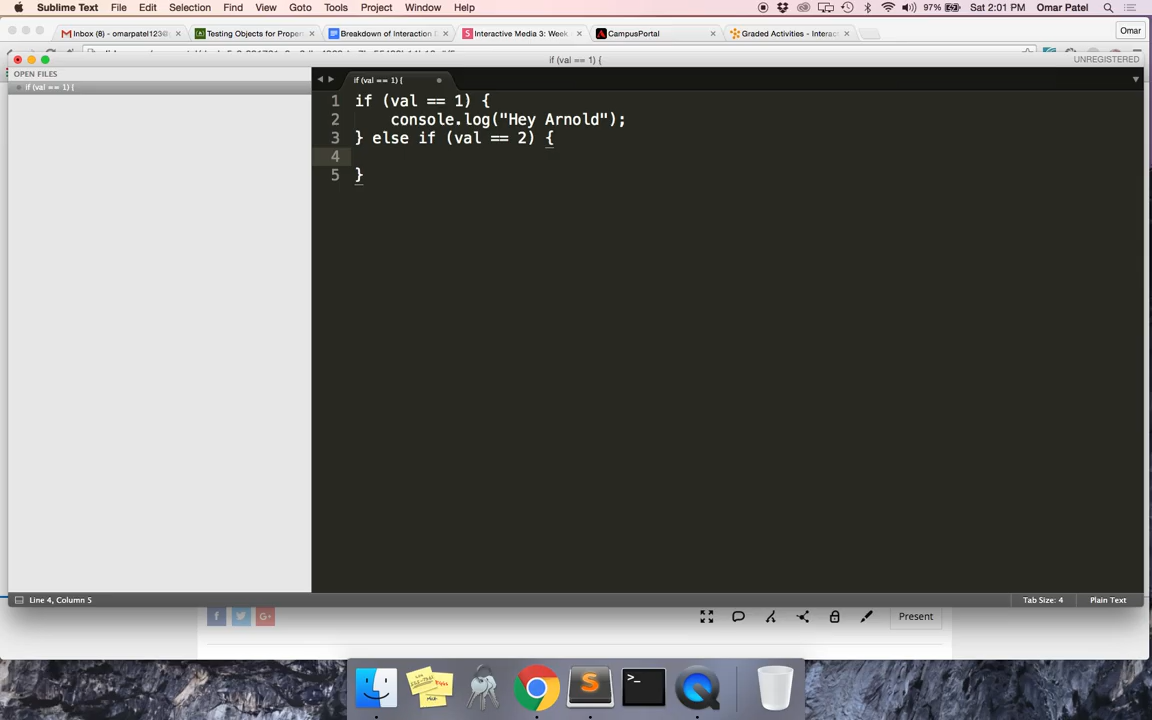 Sublime Text File Edit Selection Find View Goto Tools Project Window Help 97% Sat 2:01 PM Omar Patel
Inbox (8) - omarpatel123@ Testing Objects for Proper Breakdown of Interaction D Interactive Media 3: Week CampusPortal Graded Activities - Interac Omar
if (val == 1) { UNREGISTERED
OPEN FILES
if (val == 1) {
if (val == 1) {
1 if (val == 1) {
2 console.log("Hey Arnold");
3 } else if (val == 2) {
4
5 }
Line 4, Column 5 Tab Size: 4 Plain Text
Present